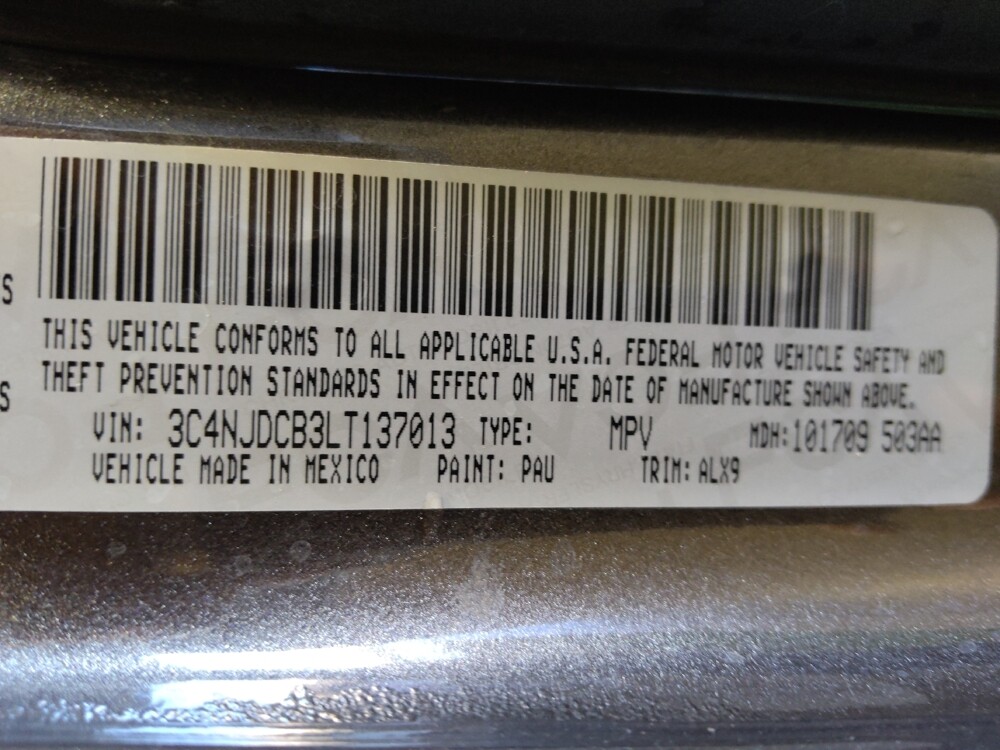 S
THIS VEHICLE CONFORMS TO ALL APPLICABLE U.S.A. FEDERAL MOTOR VEHICLE SAFETY AND
S THEFT PREVENTION STANDARDS IN EFFECT ON THE DATE OF MANUFACTURE SHOWN ABOVE.
VIN: 3C4NJDCB3LT137013 TYPE: MPV MDH:101709 503AA
VEHICLE MADE IN MEXICO PAINT: PAU TRIM: ALX9